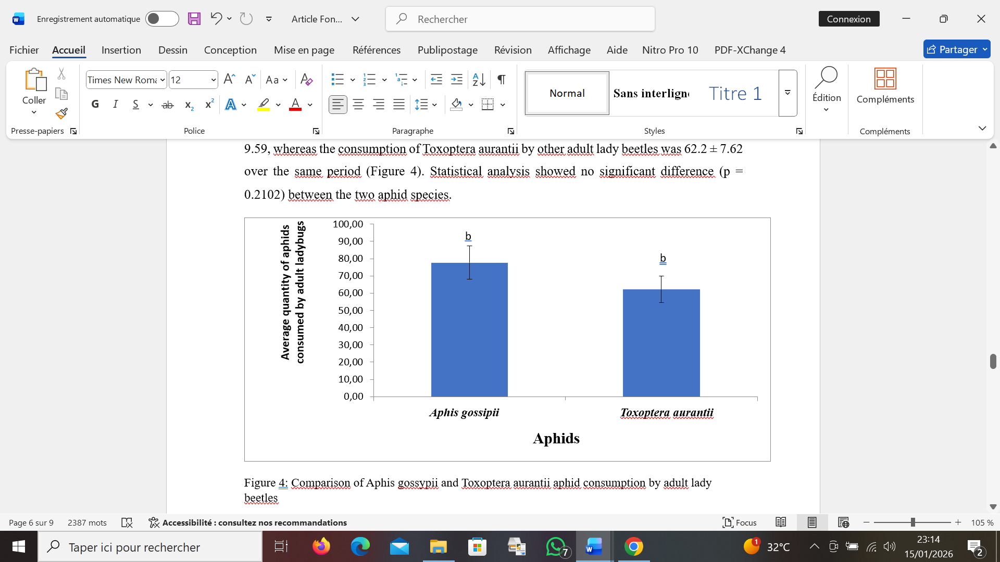 Enregistrement automatique
Article Fon...
Rechercher
Connexion
Fichier Accueil Insertion Dessin Conception Mise en page Références Publipostage Révision Affichage Aide Nitro Pro 10 PDF-XChange 4
Partager
Coller
Times New Roma 12
Aa
G I S ab x₂ x² A A
Normal
Sans interligne
Titre 1
Édition
Compléments
Presse-papiers Police Paragraphe Styles Compléments
9.59, whereas the consumption of Toxoptera aurantii by other adult lady beetles was 62.2 ± 7.62
over the same period (Figure 4). Statistical analysis showed no significant difference (p =
0.2102) between the two aphid species.
Average quantity of aphids
consumed by adult ladybugs
100,00
90,00
80,00
70,00
60,00
50,00
40,00
30,00
20,00
10,00
0,00
b
b
Aphis gossipii
Toxoptera aurantii
Aphids
Figure 4: Comparison of Aphis gossypii and Toxoptera aurantii aphid consumption by adult lady
beetles
Page 6 sur 9 2387 mots Accessibilité : consultez nos recommandations Focus 105 %
Taper ici pour rechercher
7
1
32°C
23:14
15/01/2026
2